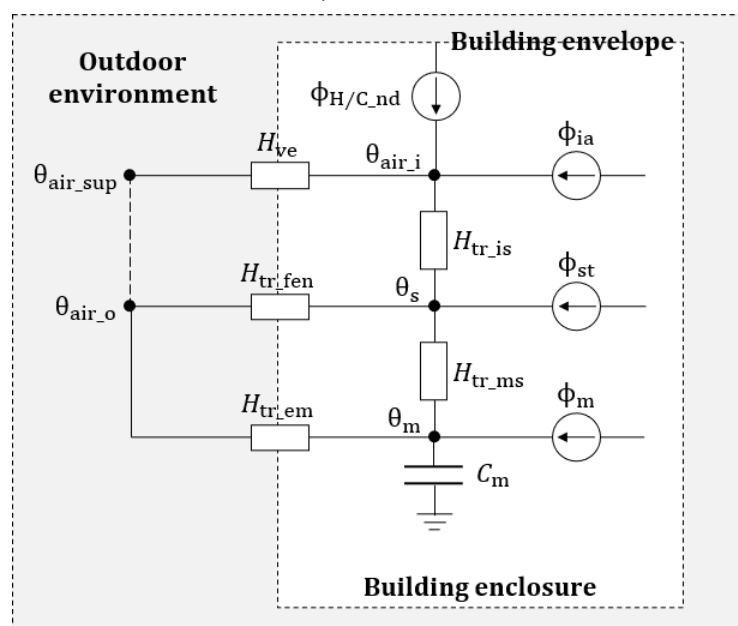 Building envelope
Outdoor
environment
ϕH/C_nd
Hve
θair_i
ϕia
θair_sup
Htr_is
Htr_fen
θs
ϕst
θair_o
Htr_ms
Htr_em
θm
ϕm
Cm
Building enclosure